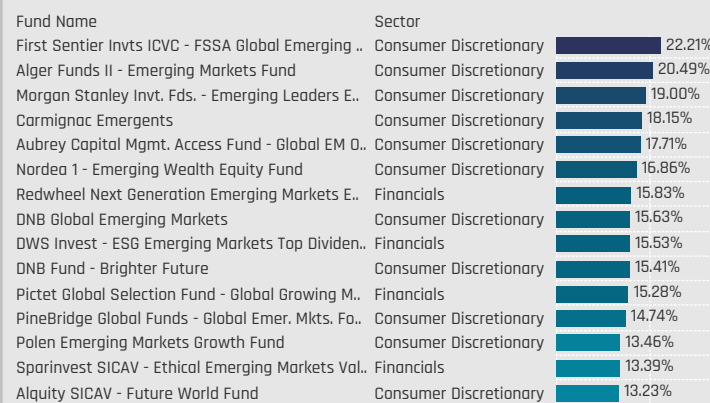 Fund Name Sector
First Sentier Invts ICVC - FSSA Global Emerging .. Consumer Discretionary 22.21%
Alger Funds II - Emerging Markets Fund Consumer Discretionary 20.49%
Morgan Stanley Invt. Fds. - Emerging Leaders E.. Consumer Discretionary 19.00%
Carmignac Emergents Consumer Discretionary 18.15%
Aubrey Capital Mgmt. Access Fund - Global EM O.. Consumer Discretionary 17.71%
Nordea 1 - Emerging Wealth Equity Fund Consumer Discretionary 16.86%
Redwheel Next Generation Emerging Markets E.. Financials 15.83%
DNB Global Emerging Markets Consumer Discretionary 15.63%
DWS Invest - ESG Emerging Markets Top Dividen.. Financials 15.53%
DNB Fund - Brighter Future Consumer Discretionary 15.41%
Pictet Global Selection Fund - Global Growing M.. Financials 15.28%
PineBridge Global Funds - Global Emer. Mkts. Fo.. Consumer Discretionary 14.74%
Polen Emerging Markets Growth Fund Consumer Discretionary 13.46%
Sparinvest SICAV - Ethical Emerging Markets Val.. Financials 13.39%
Alquity SICAV - Future World Fund Consumer Discretionary 13.23%